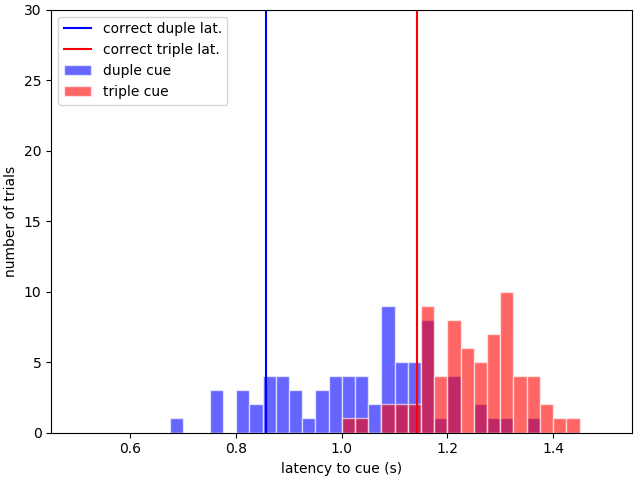 30
25
20
15
10
5
0
number of trials
correct duple lat.
correct triple lat.
duple cue
triple cue
0.6 0.8 1.0 1.2 1.4
latency to cue (s)